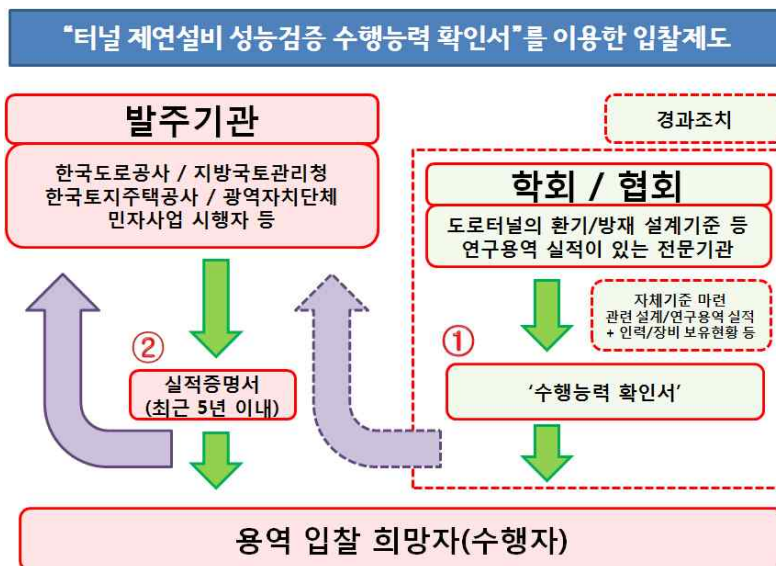 “터널 제연설비 성능검증 수행능력 확인서”를 이용한 입찰제도
발주기관
한국도로공사 / 지방국토관리청
한국토지주택공사 / 광역자치단체
민자사업 시행자 등
경과조치
학회 / 협회
도로터널의 환기/방재 설계기준 등
연구용역 실적이 있는 전문기관
①
자체기준 마련
관련 설계/연구용역 실적
+ 인력/장비 보유현황 등
‘수행능력 확인서’
②
실적증명서
(최근 5년 이내)
용역 입찰 희망자(수행자)